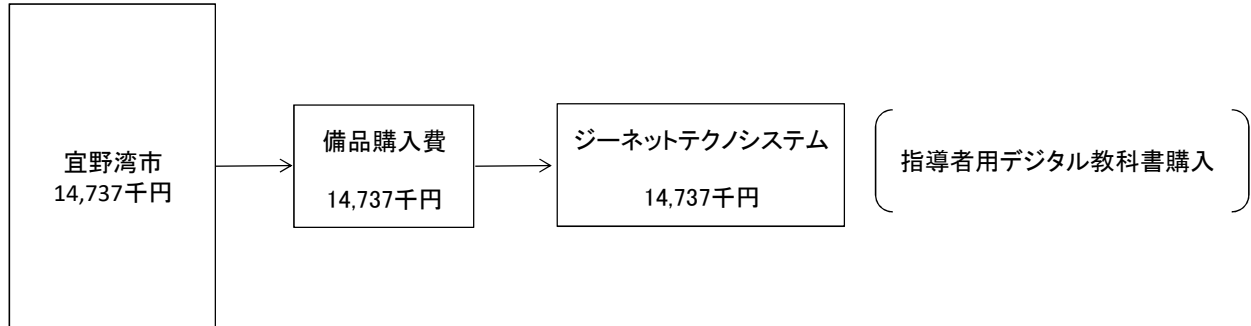 宜野湾市
14,737千円
備品購入費
14,737千円
ジーネットテクノシステム
14,737千円
指導者用デジタル教科書購入